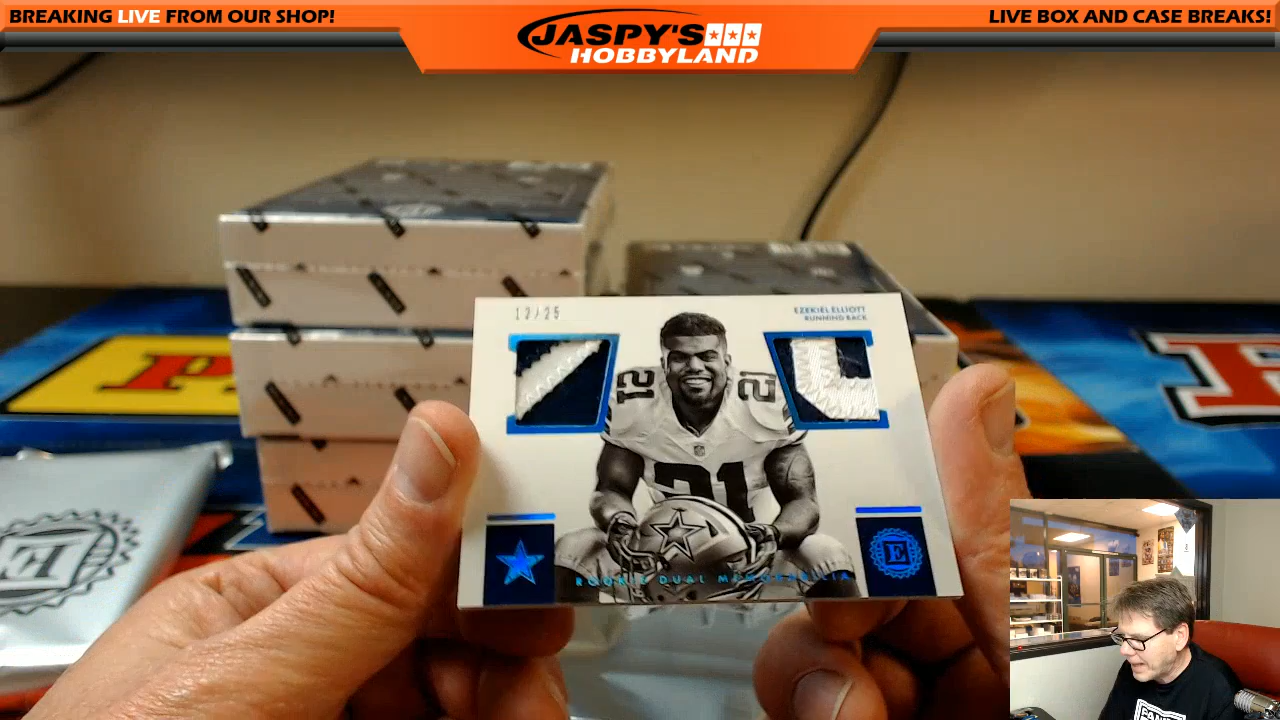 BREAKING LIVE FROM OUR SHOP!
JASPY'S
HOBBYLAND
LIVE BOX AND CASE BREAKS!
EZEKIEL ELLIOTT
RUNNING BACK
21
21
21
E
ROOKIE DUAL MEMORABILIA
E